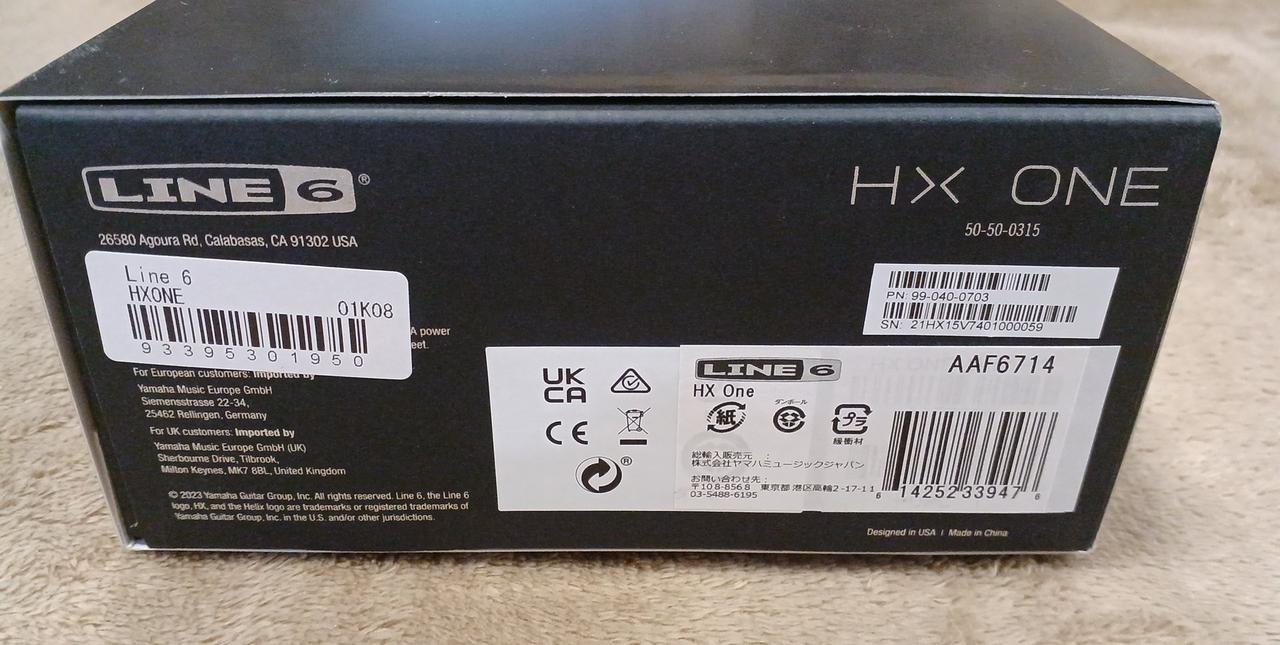 LINE 6®
26580 Agoura Rd, Calabasas, CA 91302 USA
Line 6
HXONE
01K08
93395301950
A power
eet.
For European customers: Imported by
Yamaha Music Europe GmbH
Siemensstrasse 22-34,
25462 Rellingen, Germany
For UK customers: Imported by
Yamaha Music Europe GmbH (UK)
Sherbourne Drive, Tilbrook,
Milton Keynes, MK7 8BL, United Kingdom
© 2023 Yamaha Guitar Group, Inc. All rights reserved. Line 6, the Line 6
logo, HX, and the Helix logo are trademarks or registered trademarks of
Yamaha Guitar Group, Inc. in the U.S. and/or other jurisdictions.
HX ONE
50-50-0315
PN: 99-040-0703
SN: 21HX15V7401000059
UK
CA
CE
®
LINE 6
AAF6714
HX One
紙
ダンボール
プラ
緩衝材
総輸入販売元 :
株式会社ヤマハミュージックジャパン
お問い合わせ先:
〒108-8568 東京都港区高輪2-17-11
03-5488-6195
6 14252 33947 6
Designed in USA | Made in China